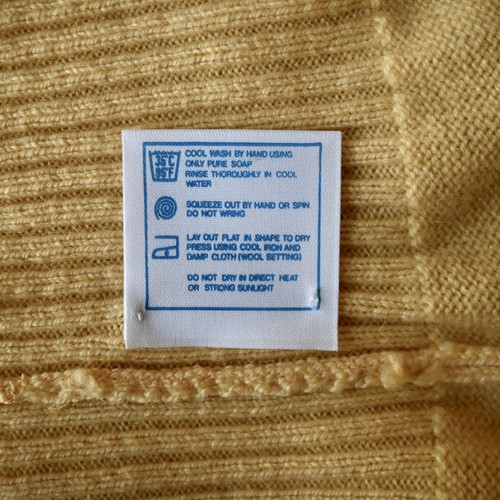 35°C
95°F
COOL WASH BY HAND USING
ONLY PURE SOAP
RINSE THOROUGHLY IN COOL
WATER
SQUEEZE OUT BY HAND OR SPIN
DO NOT WRING
LAY OUT FLAT IN SHAPE TO DRY
PRESS USING COOL IRON AND
DAMP CLOTH (WOOL SETTING)
DO NOT DRY IN DIRECT HEAT
OR STRONG SUNLIGHT